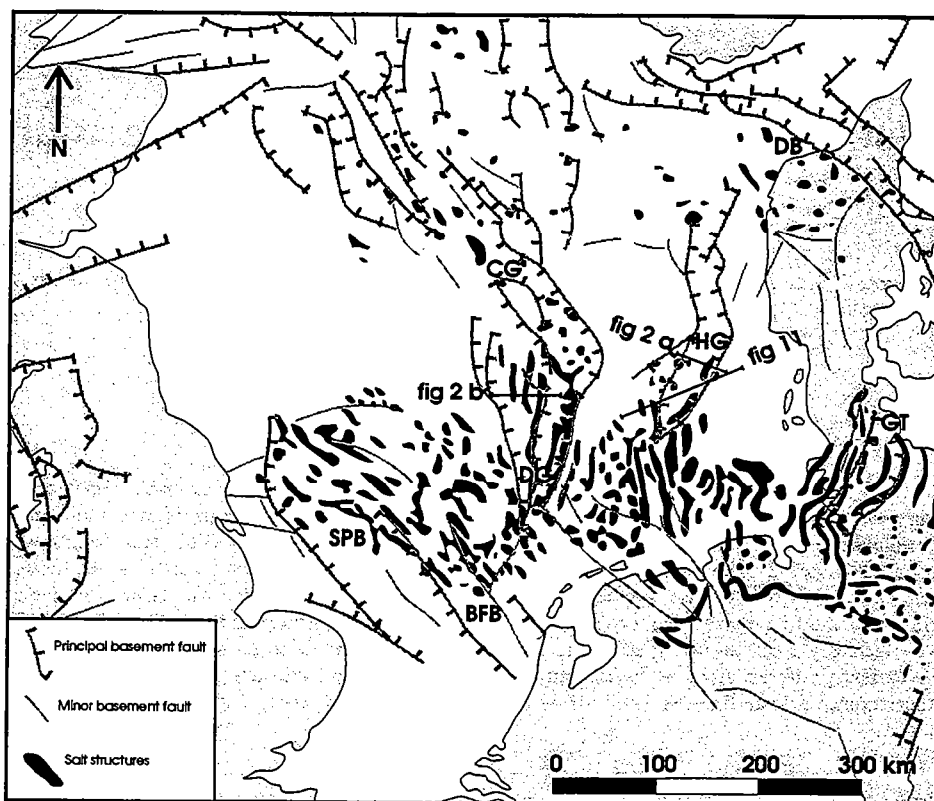 N
DB
CG
fig 2 a
HG
fig 1
fig 2 b
GT
DG
SPB
BFB
Principal basement fault
Minor basement fault
Salt structures
0 100 200 300 km